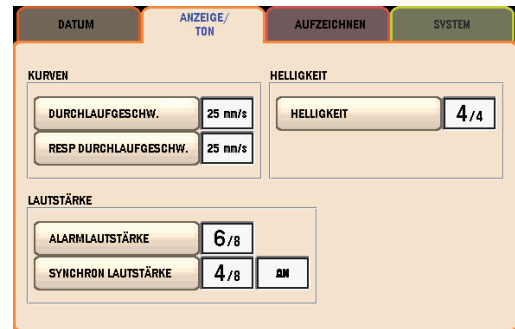 DATUM
ANZEIGE/
TON
AUFZEICHNEN
SYSTEM
KURVEN
DURCHLAUFGESCHW.
25 mm/s
RESP DURCHLAUFGESCHW.
25 mm/s
HELLIGKEIT
HELLIGKEIT
4/4
LAUTSTÄRKE
ALARMLAUTSTÄRKE
6/8
SYNCHRON LAUTSTÄRKE
4/8